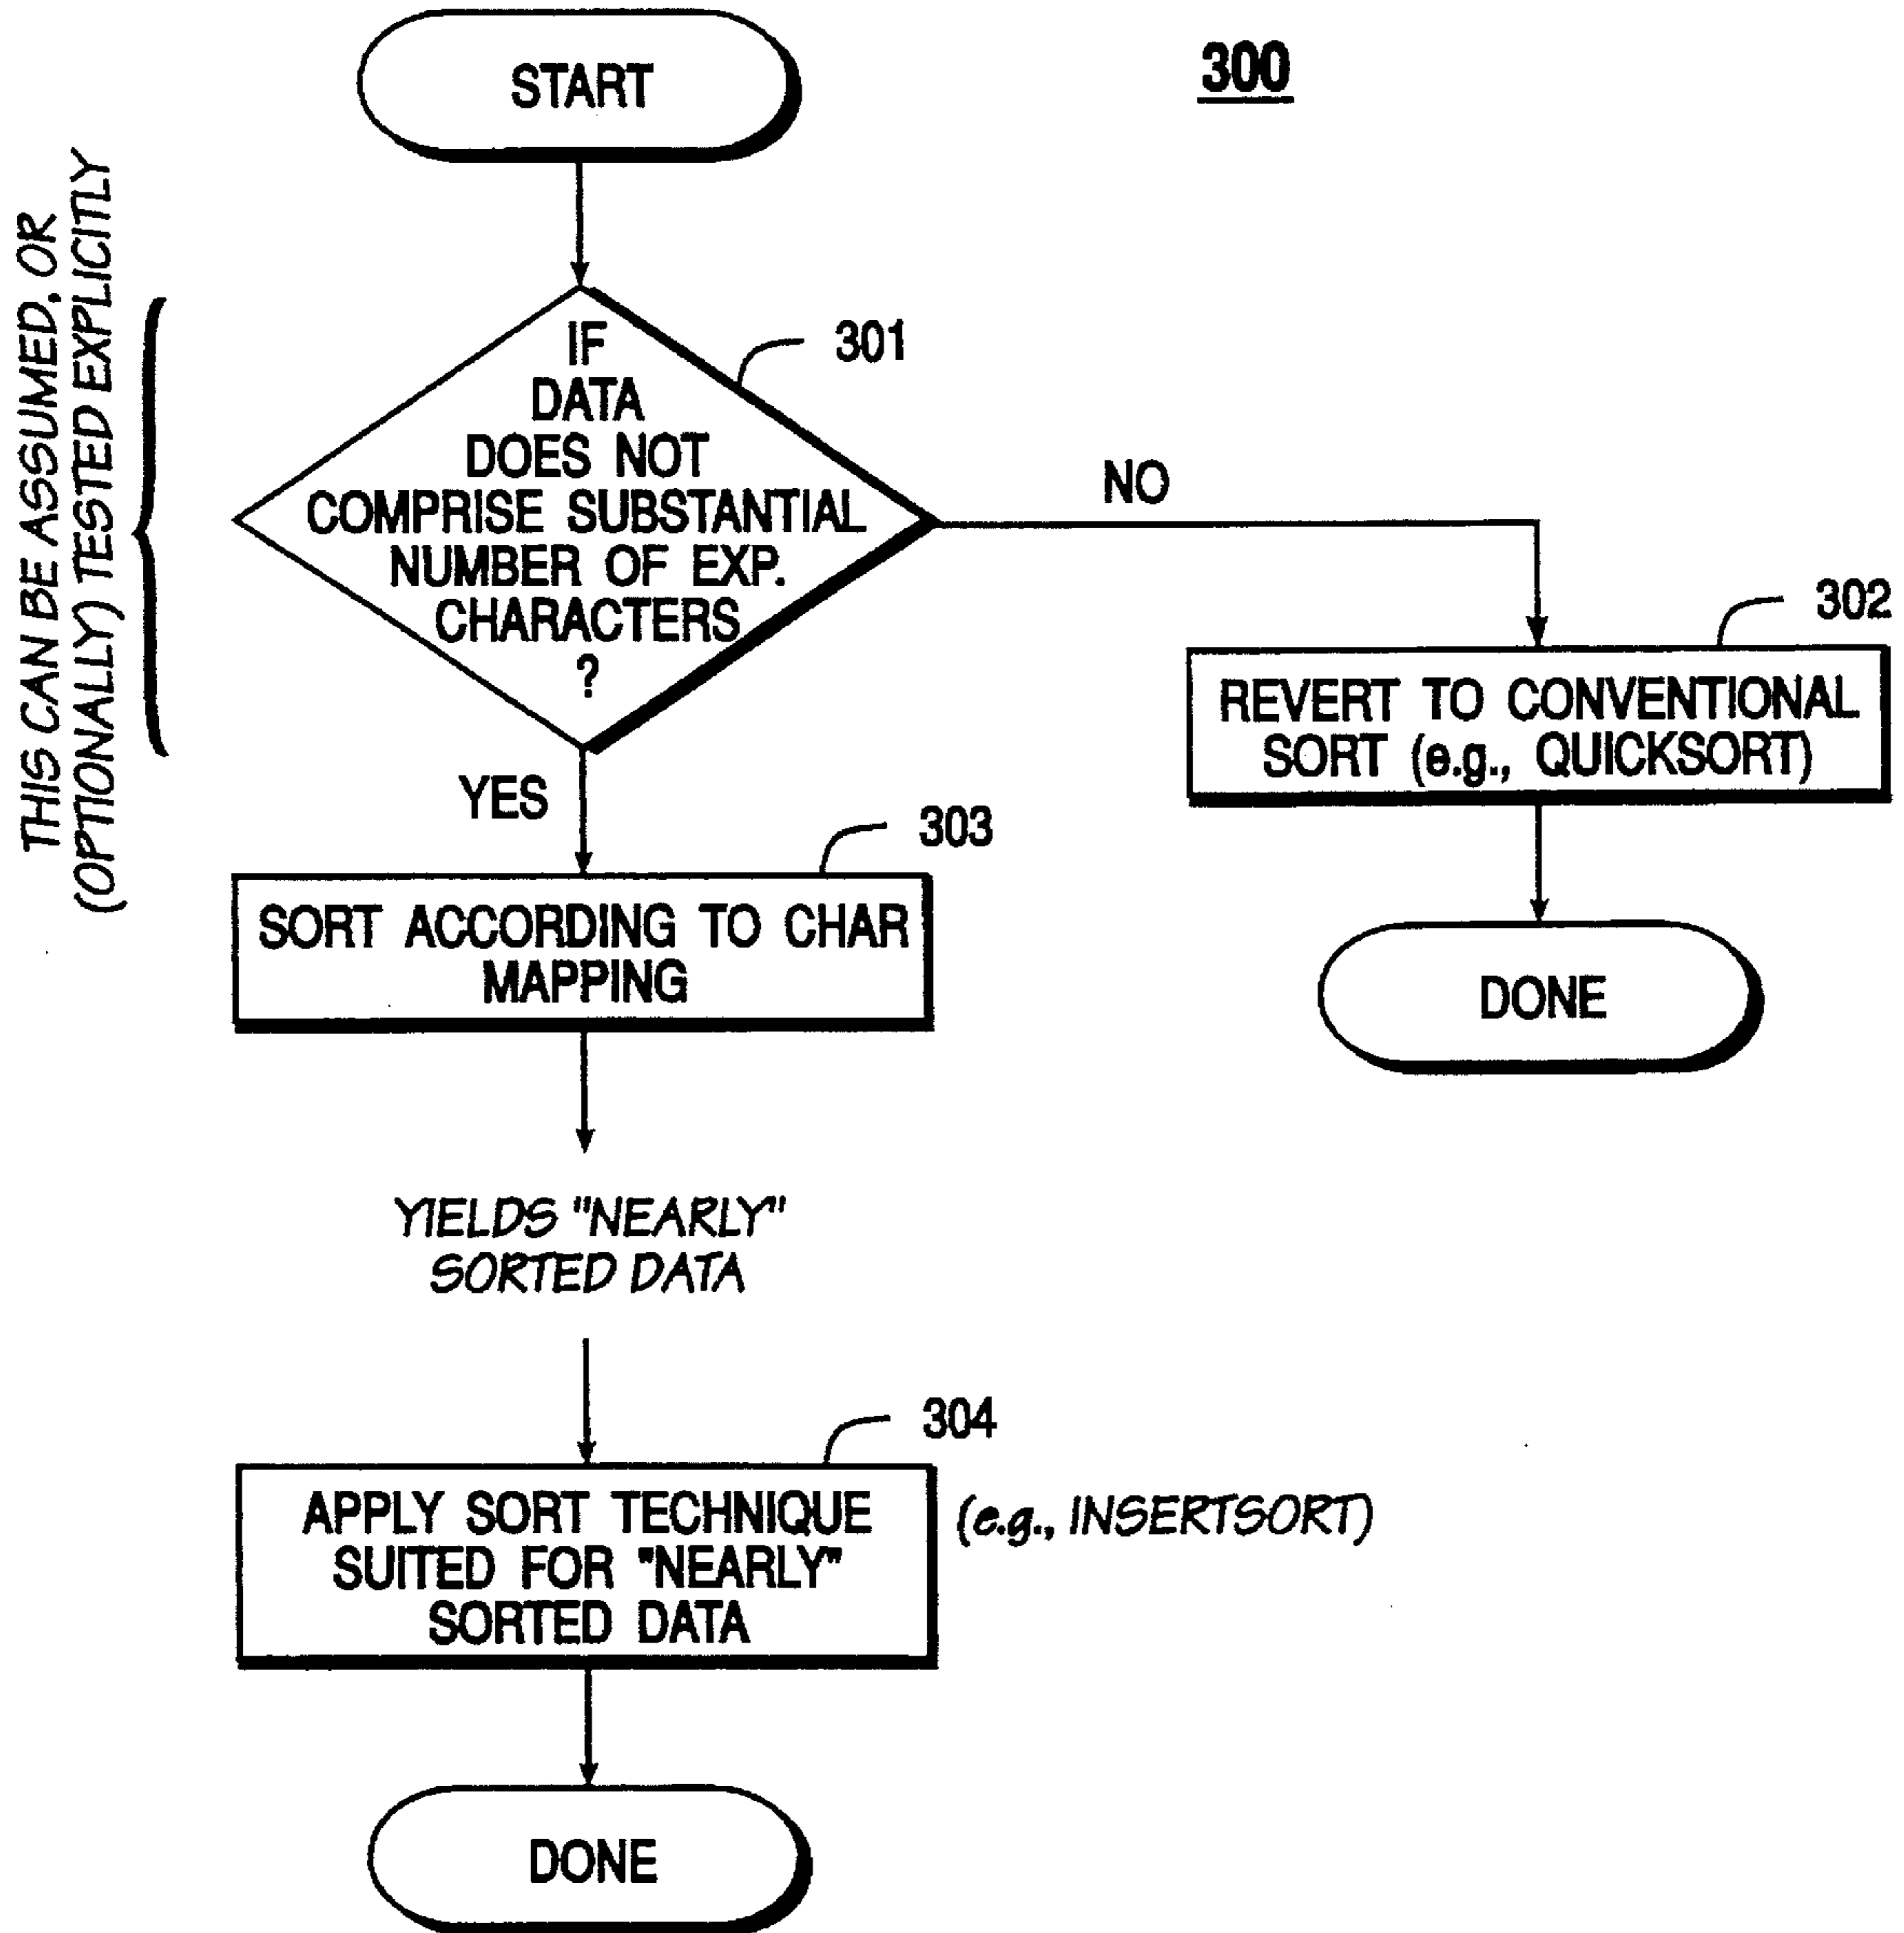 START
300
THIS CAN BE ASSUMED, OR
(OPTIONALLY) TESTED EXPLICITLY
IF
DATA
DOES NOT
COMPRISE SUBSTANTIAL
NUMBER OF EXP.
CHARACTERS
?
301
NO
302
REVERT TO CONVENTIONAL
SORT (e.g., QUICKSORT)
DONE
YES
303
SORT ACCORDING TO CHAR
MAPPING
YIELDS "NEARLY"
SORTED DATA
304
APPLY SORT TECHNIQUE
SUITED FOR "NEARLY"
SORTED DATA
(e.g., INSERTSORT)
DONE